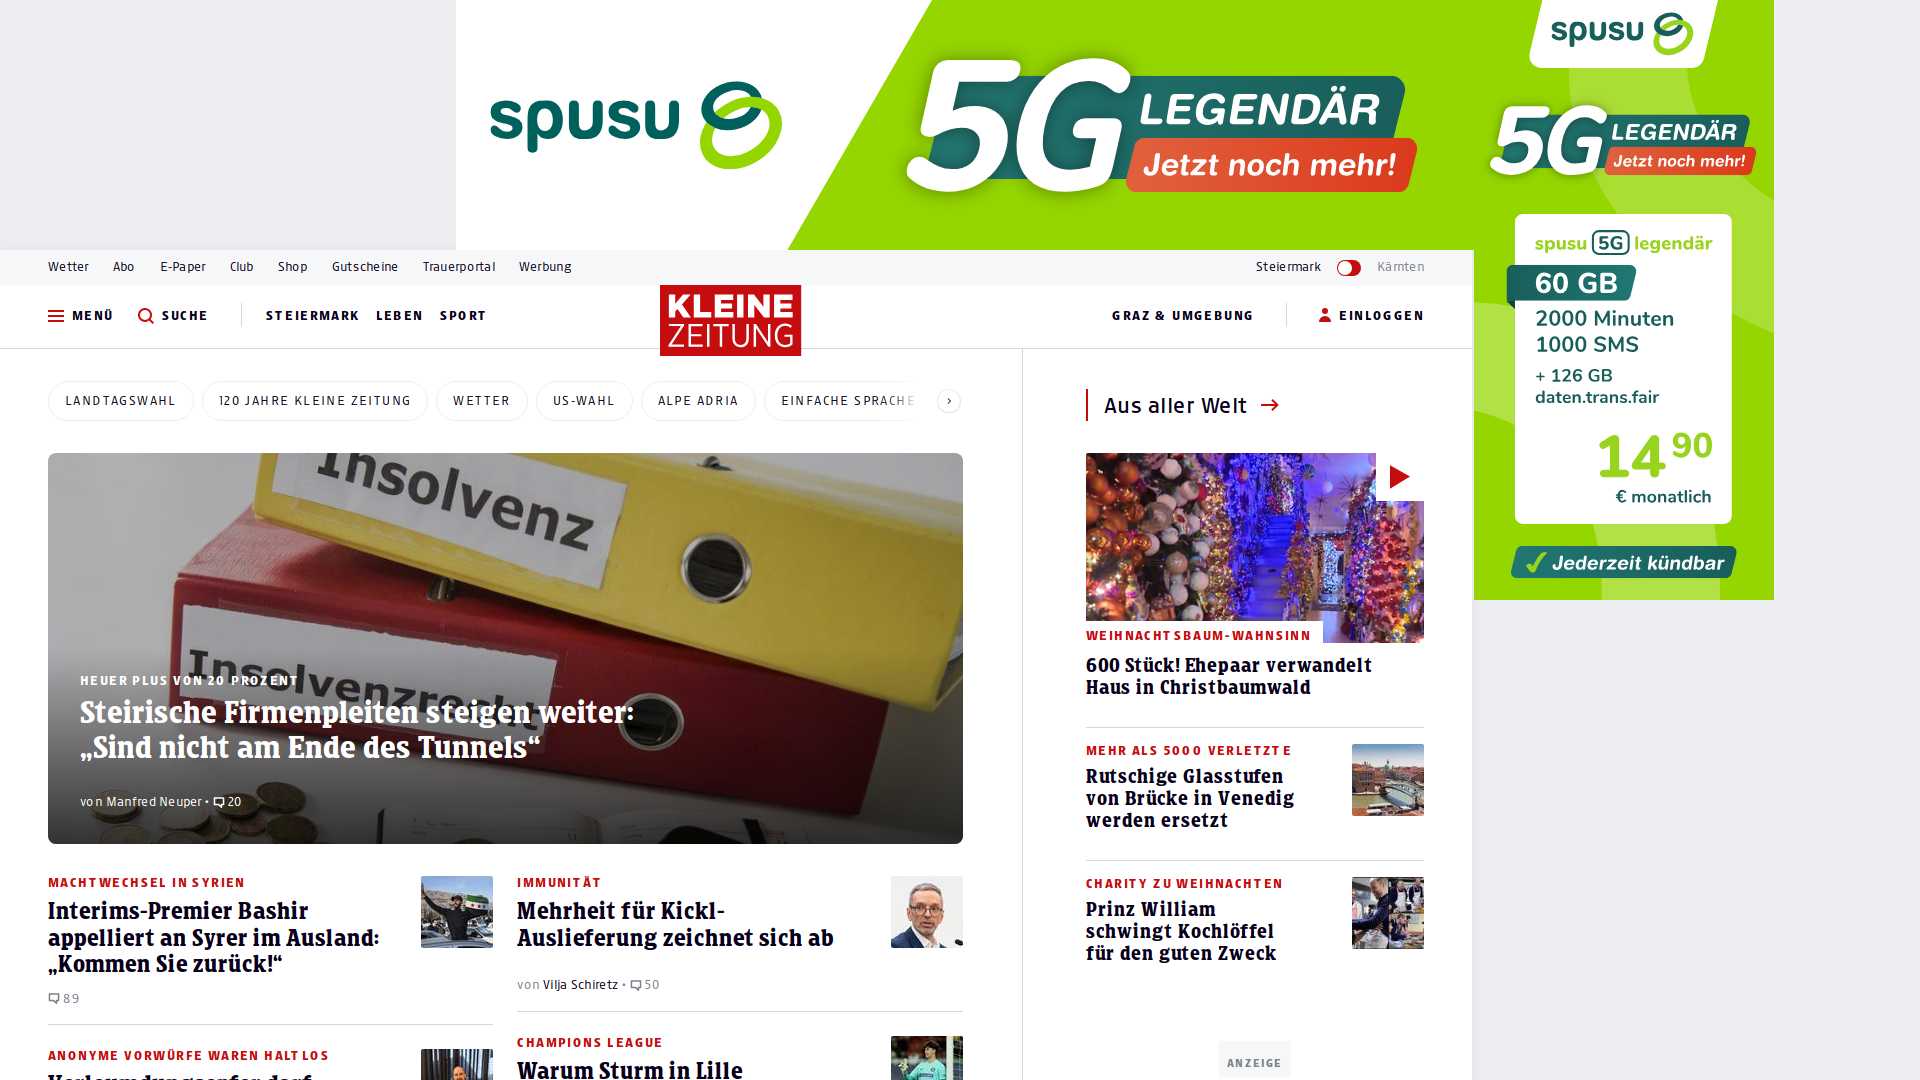 spusu
5G LEGENDÄR
Jetzt noch mehr!
spusu
5G LEGENDÄR
Jetzt noch mehr!
spusu 5G legendär
60 GB
2000 Minuten
1000 SMS
+ 126 GB
daten.trans.fair
14 90
€ monatlich
Jederzeit kündbar
Wetter Abo E-Paper Club Shop Gutscheine Trauerportal Werbung
Steiermark Kärnten
MENÜ SUCHE STEIERMARK LEBEN SPORT
KLEINE
ZEITUNG
GRAZ & UMGEBUNG EINLOGGEN
LANDTAGSWAHL 120 JAHRE KLEINE ZEITUNG WETTER US-WAHL ALPE ADRIA EINFACHE SPRACHE
Insolvenz
Insolvenzrecht
HEUER PLUS VON 20 PROZENT
Steirische Firmenpleiten steigen weiter:
„Sind nicht am Ende des Tunnels“
von Manfred Neuper • 20
MACHTWECHSEL IN SYRIEN
Interims-Premier Bashir
appelliert an Syrer im Ausland:
„Kommen Sie zurück!“
89
ANONYME VORWÜRFE WAREN HALTLOS
IMMUNITÄT
Mehrheit für Kickl-
Auslieferung zeichnet sich ab
von Vilja Schiretz • 50
CHAMPIONS LEAGUE
Warum Sturm in Lille
Aus aller Welt
WEIHNACHTSBAUM-WAHNSINN
600 Stück! Ehepaar verwandelt
Haus in Christbaumwald
MEHR ALS 5000 VERLETZTE
Rutschige Glasstufen
von Brücke in Venedig
werden ersetzt
CHARITY ZU WEIHNACHTEN
Prinz William
schwingt Kochlöffel
für den guten Zweck
ANZEIGE